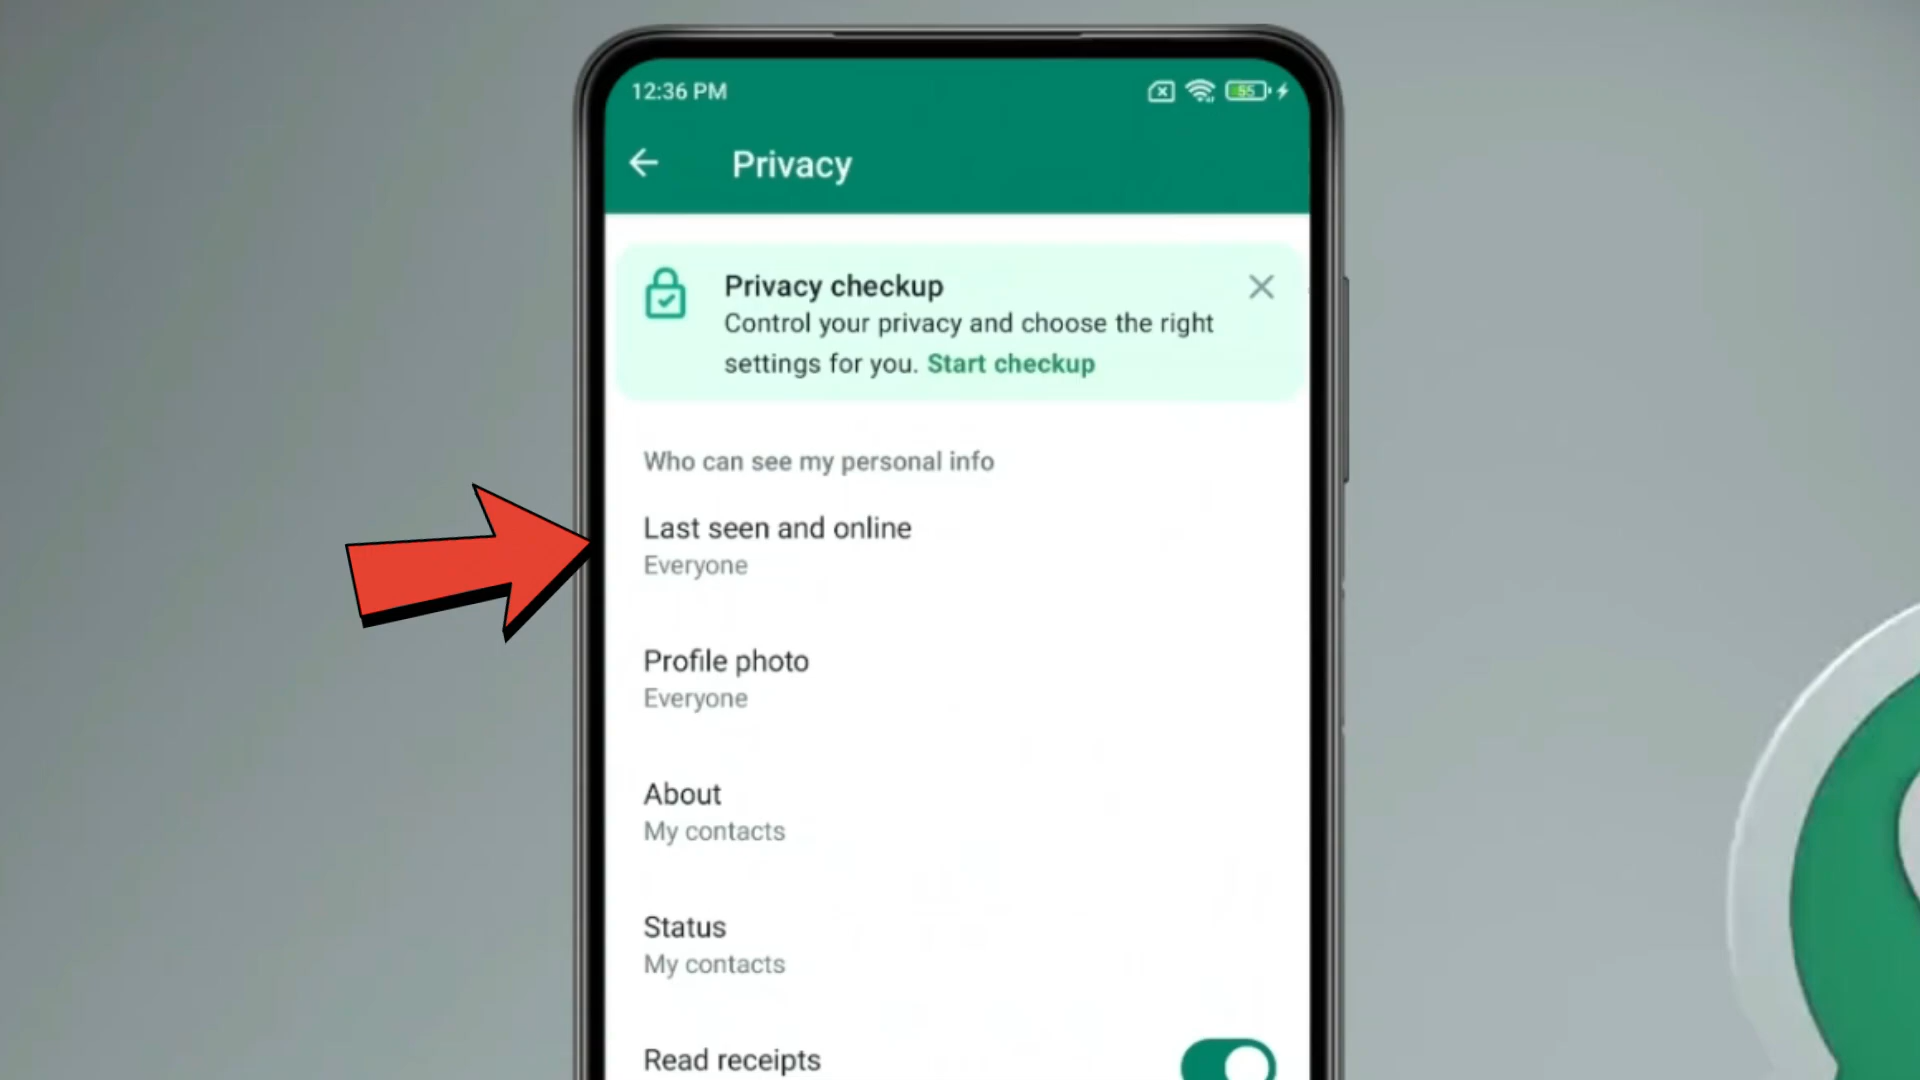 12:36 PM
55
Privacy
Privacy checkup
Control your privacy and choose the right
settings for you. Start checkup
Who can see my personal info
Last seen and online
Everyone
Profile photo
Everyone
About
My contacts
Status
My contacts
Read receipts